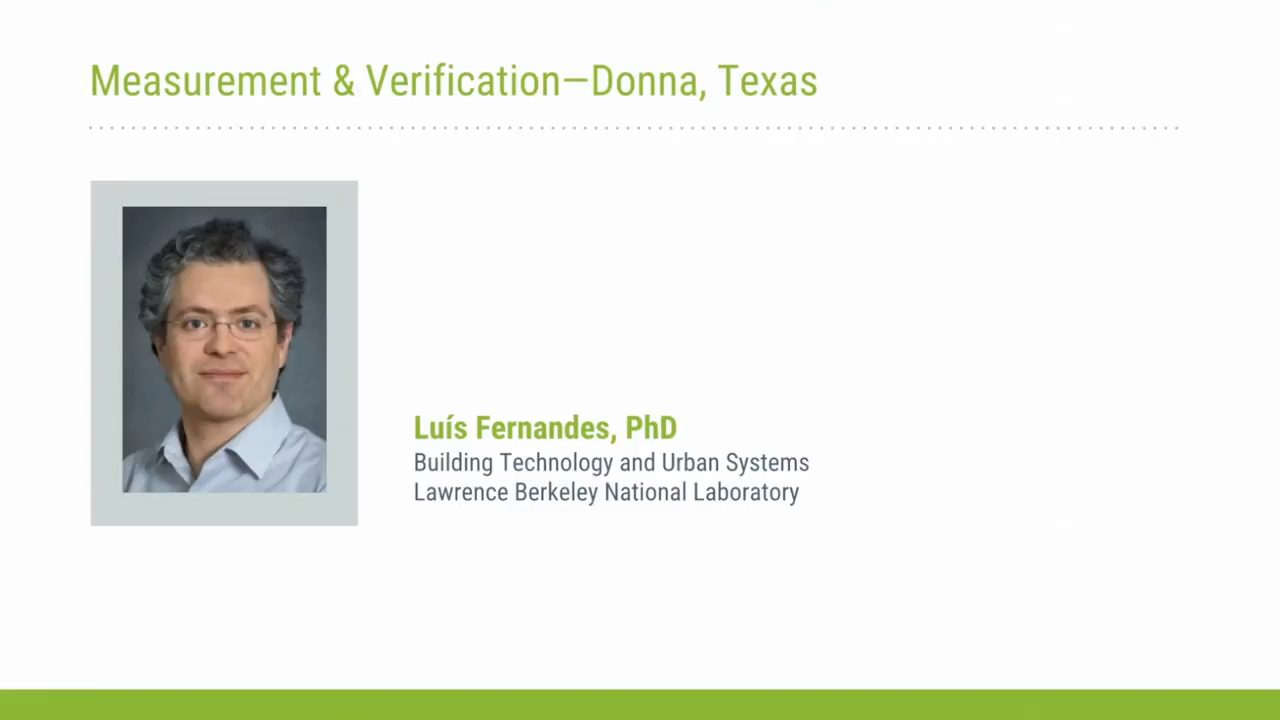 Measurement & Verification—Donna, Texas
Luís Fernandes, PhD
Building Technology and Urban Systems
Lawrence Berkeley National Laboratory